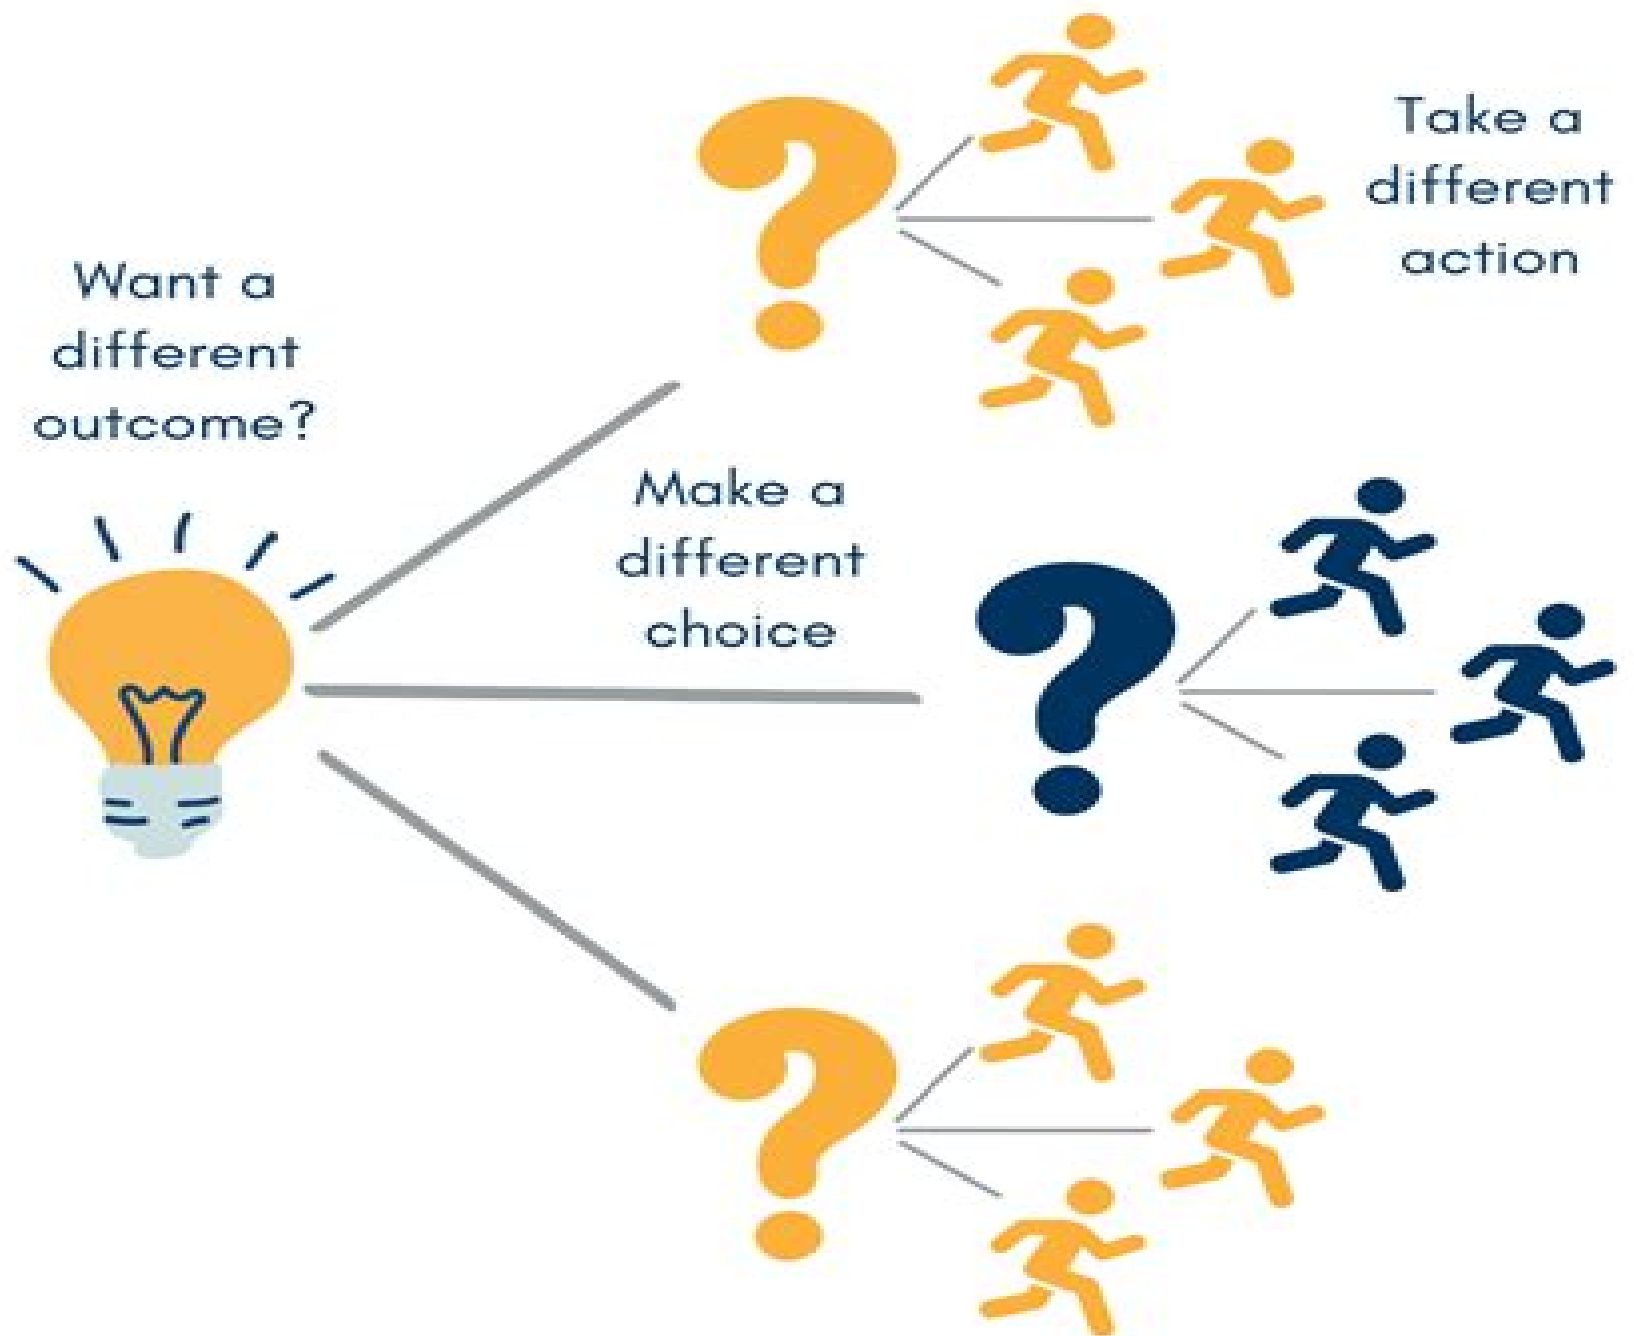 Want a
different
outcome?
Make a
different
choice
Take a
different
action